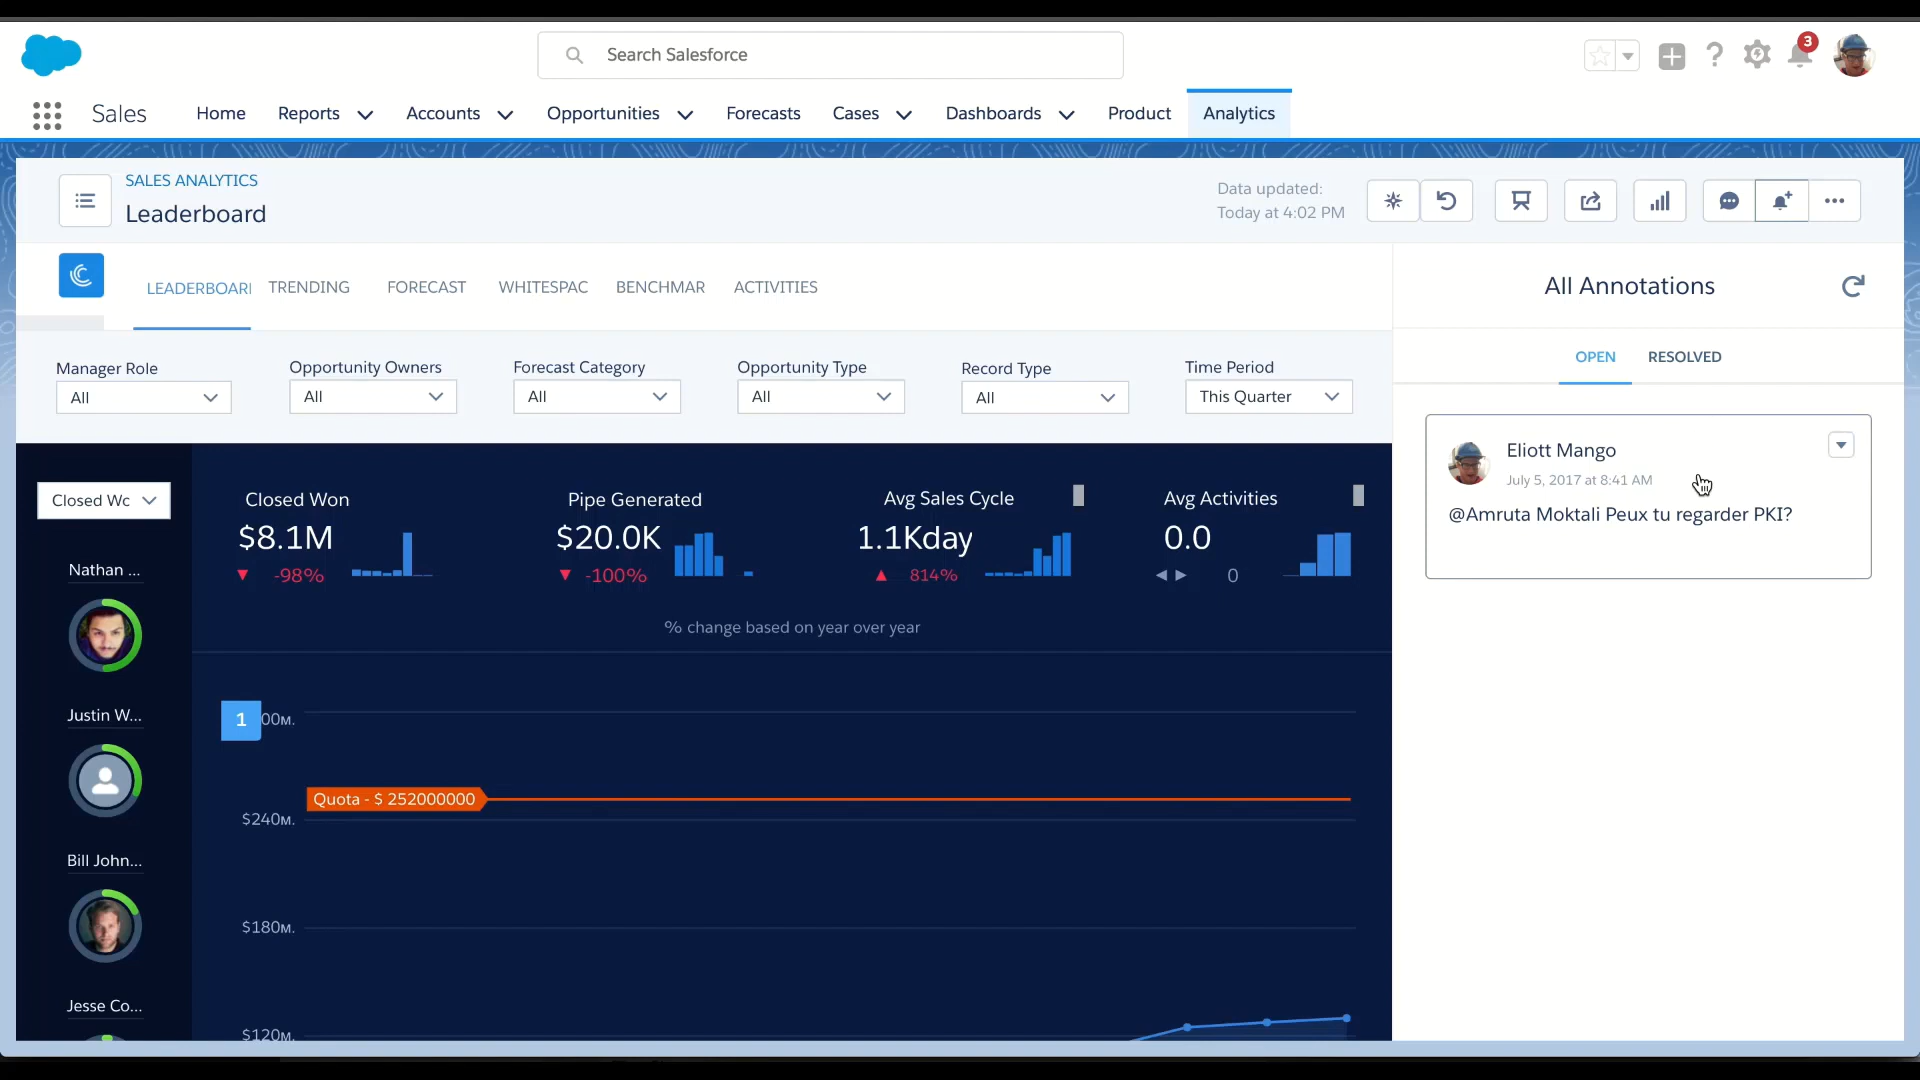 Search Salesforce
3
Sales
Home
Reports
Accounts
Opportunities
Forecasts
Cases
Dashboards
Product
Analytics
SALES ANALYTICS
Leaderboard
Data updated:
Today at 4:02 PM
LEADERBOARI
TRENDING
FORECAST
WHITESPAC
BENCHMAR
ACTIVITIES
All Annotations
OPEN
RESOLVED
Manager Role
All
Opportunity Owners
All
Forecast Category
All
Opportunity Type
All
Record Type
All
Time Period
This Quarter
Eliott Mango
July 5, 2017 at 8:41 AM
@Amruta Moktali Peux tu regarder PKI?
Closed Wc
Closed Won
$8.1M
-98%
Pipe Generated
$20.0K
-100%
Avg Sales Cycle
1.1Kday
814%
Avg Activities
0.0
0
% change based on year over year
Nathan ...
Justin W...
Bill John...
Jesse Co...
1
00M.
Quota - $ 252000000
$240M.
$180M.
$120M.